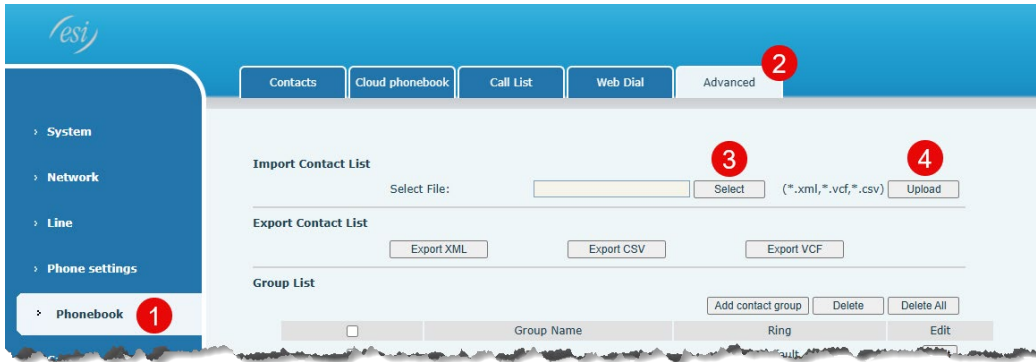 esi
2
Contacts Cloud phonebook Call List Web Dial Advanced
› System
› Network
› Line
› Phone settings
Phonebook 1
Import Contact List
3 4
Select File: Select (*.xml,*.vcf,*.csv) Upload
Export Contact List
Export XML Export CSV Export VCF
Group List
Add contact group Delete Delete All
Group Name Ring Edit